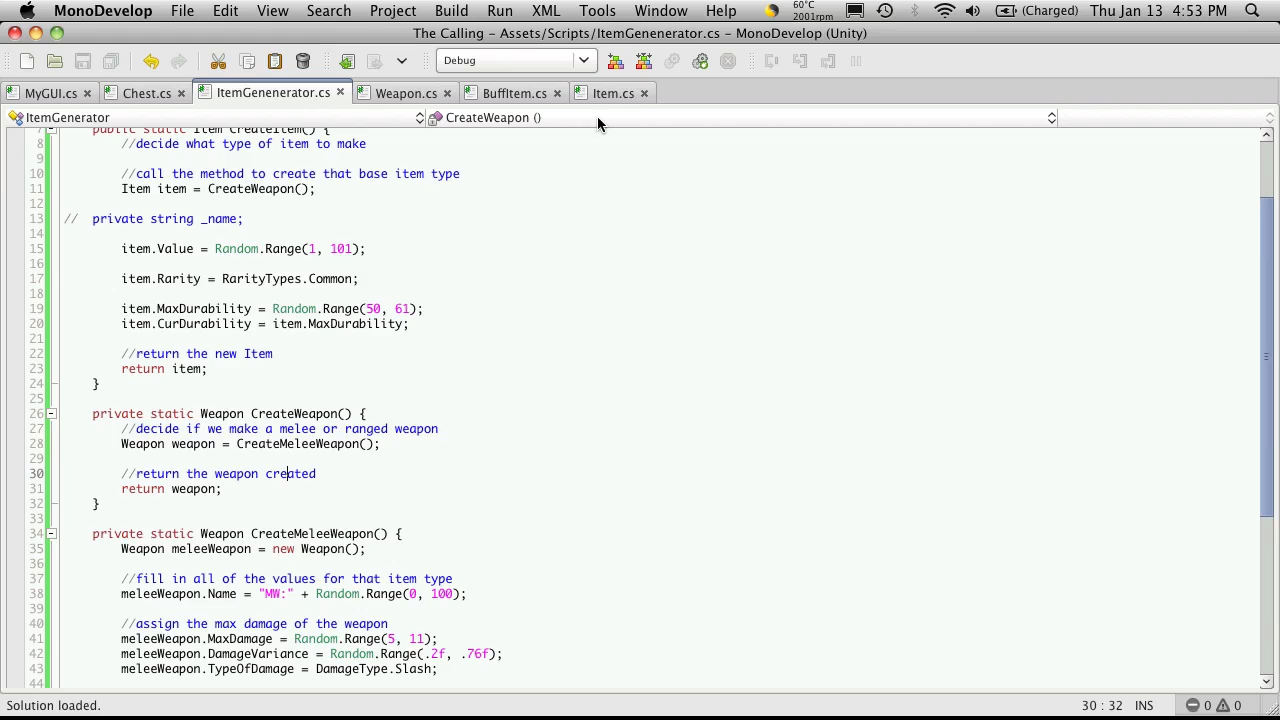 MonoDevelop File Edit View Search Project Build Run XML Tools Window Help 60°C 2001rpm (Charged) Thu Jan 13 4:53 PM
The Calling – Assets/Scripts/ItemGenenerator.cs – MonoDevelop (Unity)
Debug
MyGUI.cs Chest.cs ItemGenenerator.cs Weapon.cs BuffItem.cs Item.cs
ItemGenerator CreateWeapon ()
7 public static Item CreateItem() {
8 //decide what type of item to make
9
10 //call the method to create that base item type
11 Item item = CreateWeapon();
12
13 // private string _name;
14
15 item.Value = Random.Range(1, 101);
16
17 item.Rarity = RarityTypes.Common;
18
19 item.MaxDurability = Random.Range(50, 61);
20 item.CurDurability = item.MaxDurability;
21
22 //return the new Item
23 return item;
24 }
25
26 private static Weapon CreateWeapon() {
27 //decide if we make a melee or ranged weapon
28 Weapon weapon = CreateMeleeWeapon();
29
30 //return the weapon created
31 return weapon;
32 }
33
34 private static Weapon CreateMeleeWeapon() {
35 Weapon meleeWeapon = new Weapon();
36
37 //fill in all of the values for that item type
38 meleeWeapon.Name = "MW:" + Random.Range(0, 100);
39
40 //assign the max damage of the weapon
41 meleeWeapon.MaxDamage = Random.Range(5, 11);
42 meleeWeapon.DamageVariance = Random.Range(.2f, .76f);
43 meleeWeapon.TypeOfDamage = DamageType.Slash;
44
Solution loaded. 30 : 32 INS 0 0